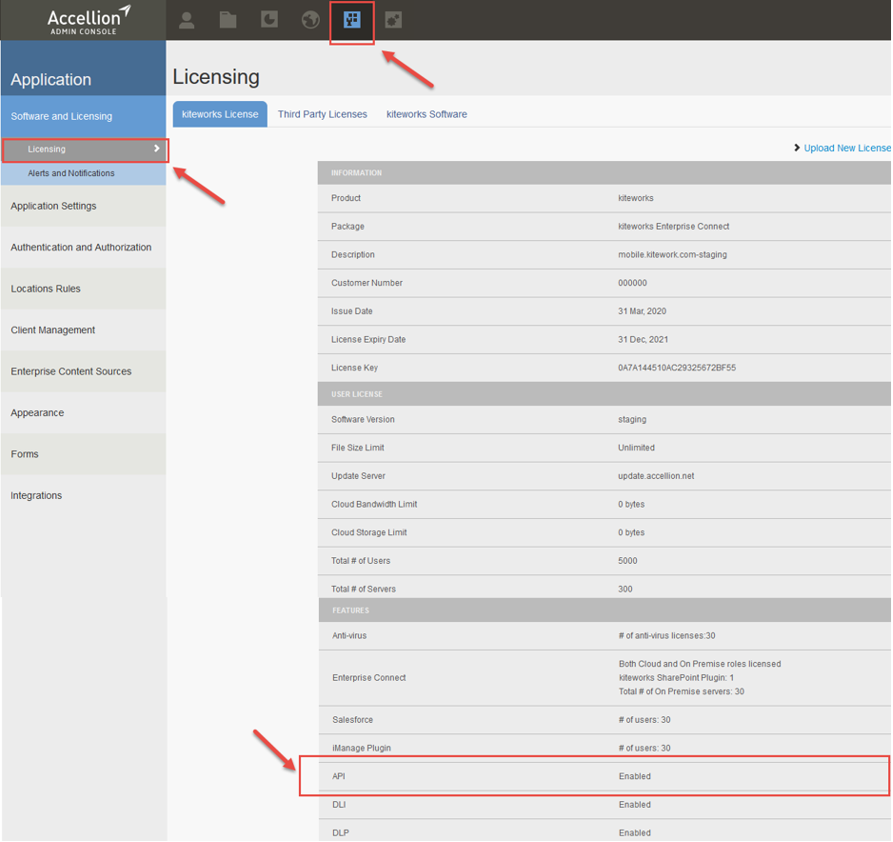 Accellion
ADMIN CONSOLE
Application
Licensing
Software and Licensing
kiteworks License
Third Party Licenses
kiteworks Software
Licensing
Upload New License
Alerts and Notifications
INFORMATION
Product kiteworks
Application Settings
Package kiteworks Enterprise Connect
Authentication and Authorization
Description mobile.kitework.com-staging
Customer Number 000000
Locations Rules
Issue Date 31 Mar, 2020
Client Management
License Expiry Date 31 Dec, 2021
License Key 0A7A144510AC29325672BF55
Enterprise Content Sources
USER LICENSE
Appearance
Software Version staging
File Size Limit Unlimited
Forms
Update Server update.accellion.net
Integrations
Cloud Bandwidth Limit 0 bytes
Cloud Storage Limit 0 bytes
Total # of Users 5000
Total # of Servers 300
FEATURES
Anti-virus # of anti-virus licenses:30
Enterprise Connect
Both Cloud and On Premise roles licensed
kiteworks SharePoint Plugin: 1
Total # of On Premise servers: 30
Salesforce # of users: 30
iManage Plugin # of users: 30
API Enabled
DLI Enabled
DLP Enabled